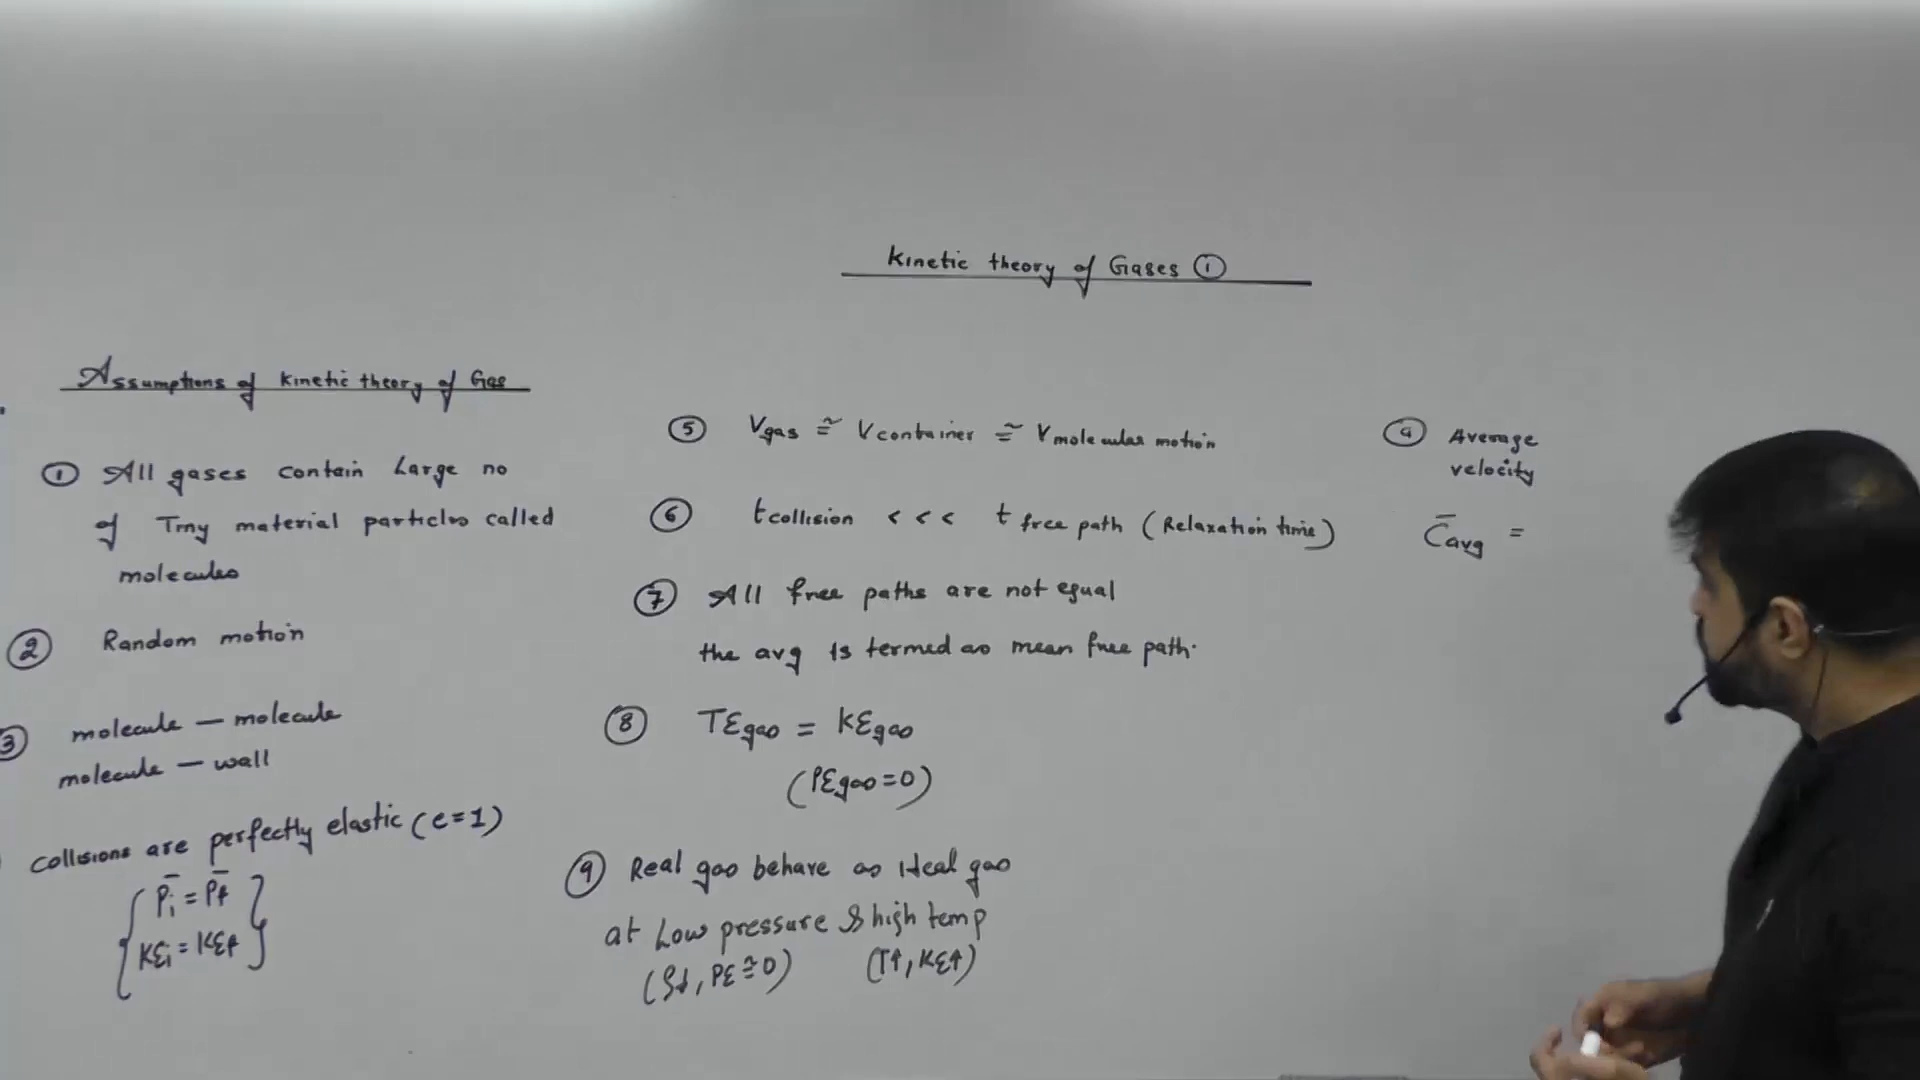 Kinetic theory of Gases ①
Assumptions of kinetic theory of Gas
① All gases contain Large no
of Tiny material particles called
molecules
② Random motion
③ molecule — molecule
molecule — wall
collisions are perfectly elastic (e=1)
{ P̄i = P̄f }
{ KEi = KEf }
⑤ Vgas ≅ Vcontainer ≅ Vmolecular motion
⑥ tcollision <<< t free path (Relaxation time)
⑦ All free paths are not equal
the avg is termed as mean free path.
⑧ TEgas = KEgas
(PEgas=0)
⑨ Real gas behave as ideal gas
at Low pressure & high temp
(ρ↓, PE≅0) (T↑, KE↑)
Average
velocity
C̄avg =